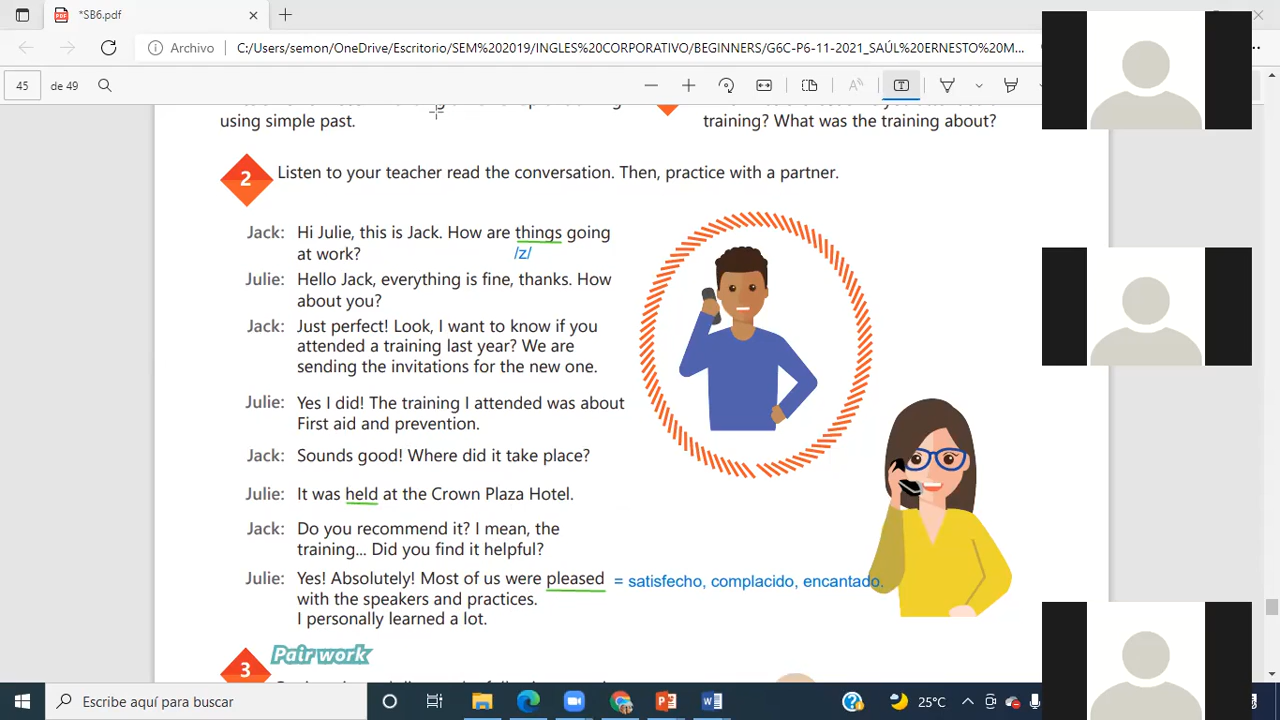 *SB6.pdf
Archivo
C:/Users/semon/OneDrive/Escritorio/SEM%202019/INGLES%20CORPORATIVO/BEGINNERS/G6C-P6-11-2021_SAÚL%20ERNESTO%20M...
45
de 49
using simple past.
training? What was the training about?
2
Listen to your teacher read the conversation. Then, practice with a partner.
Jack: Hi Julie, this is Jack. How are things going
at work?
/z/
Julie: Hello Jack, everything is fine, thanks. How
about you?
Jack: Just perfect! Look, I want to know if you
attended a training last year? We are
sending the invitations for the new one.
Julie: Yes I did! The training I attended was about
First aid and prevention.
Jack: Sounds good! Where did it take place?
Julie: It was held at the Crown Plaza Hotel.
Jack: Do you recommend it? I mean, the
training... Did you find it helpful?
Julie: Yes! Absolutely! Most of us were pleased = satisfecho, complacido, encantado.
with the speakers and practices.
I personally learned a lot.
3
Pair work
Escribe aquí para buscar
25°C